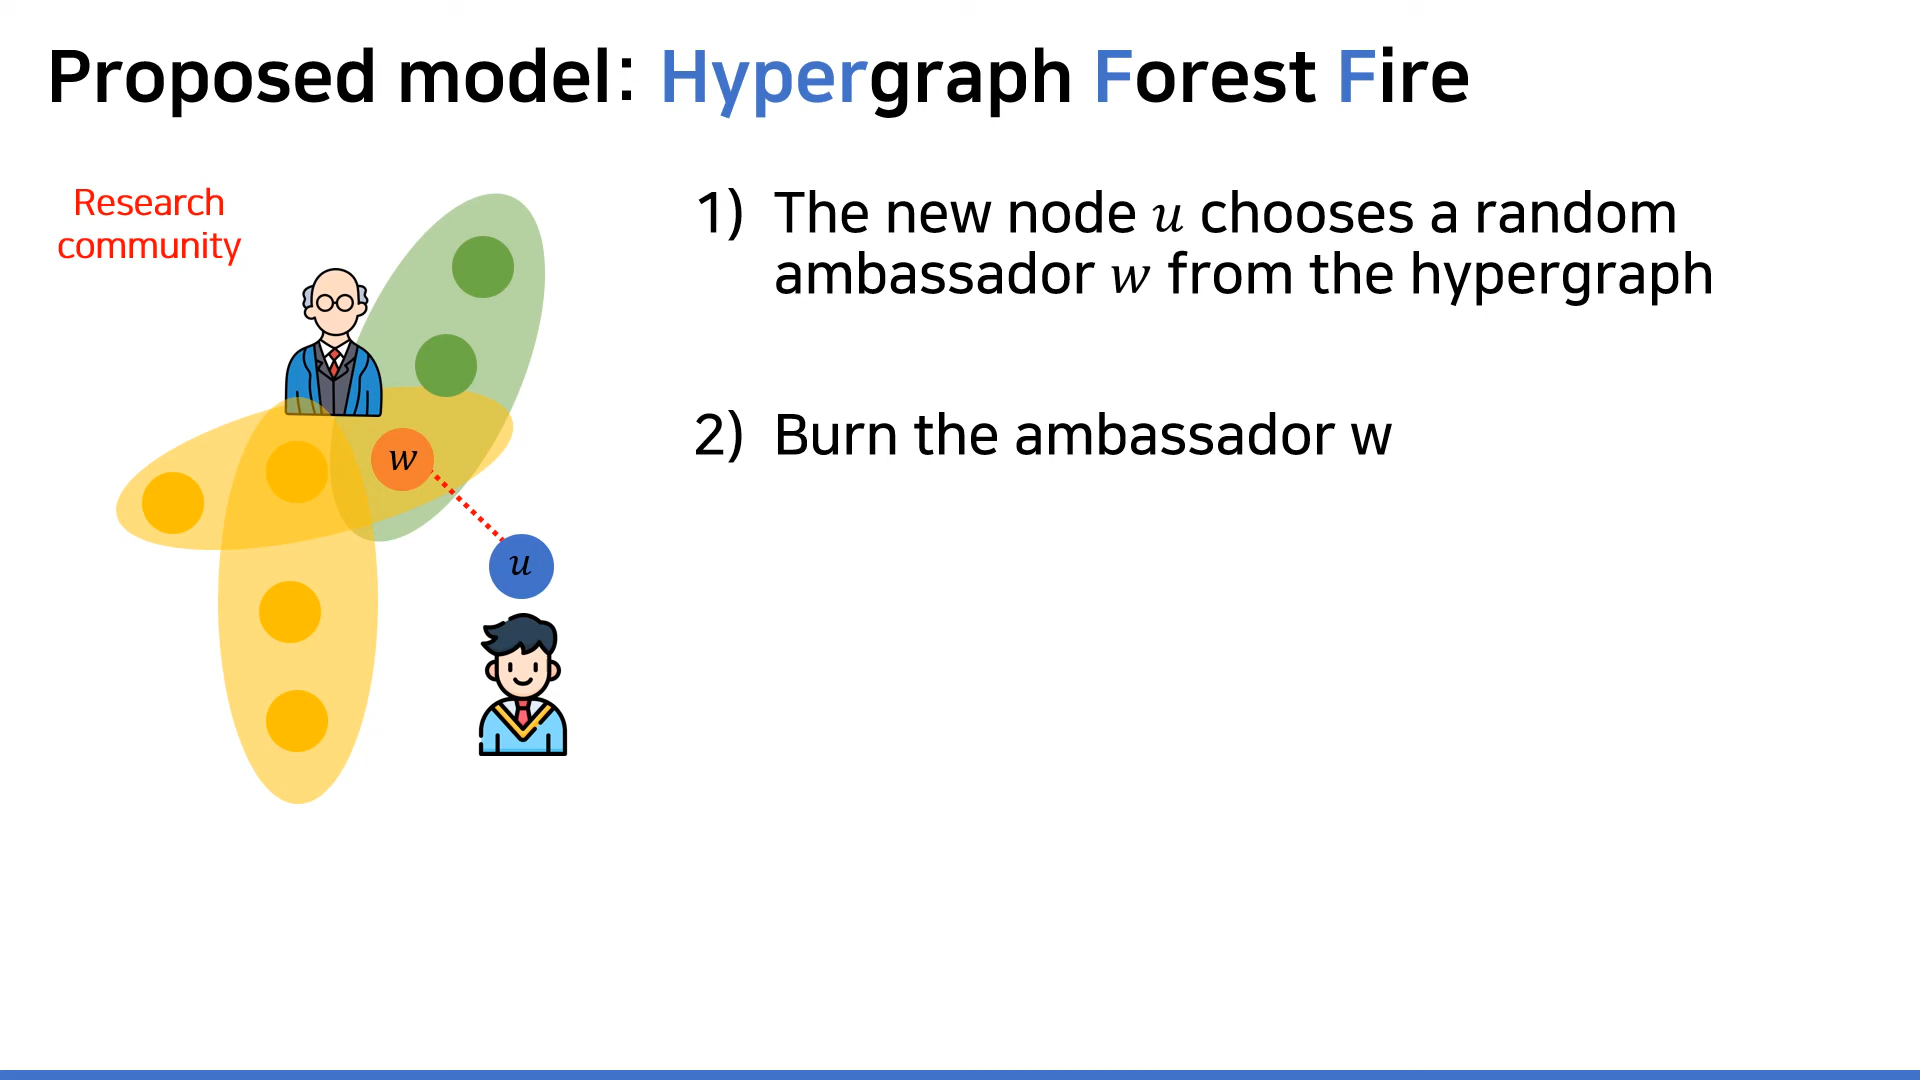 Proposed model: Hypergraph Forest Fire
Research
community
w
u
1) The new node u chooses a random
ambassador w from the hypergraph
2) Burn the ambassador w